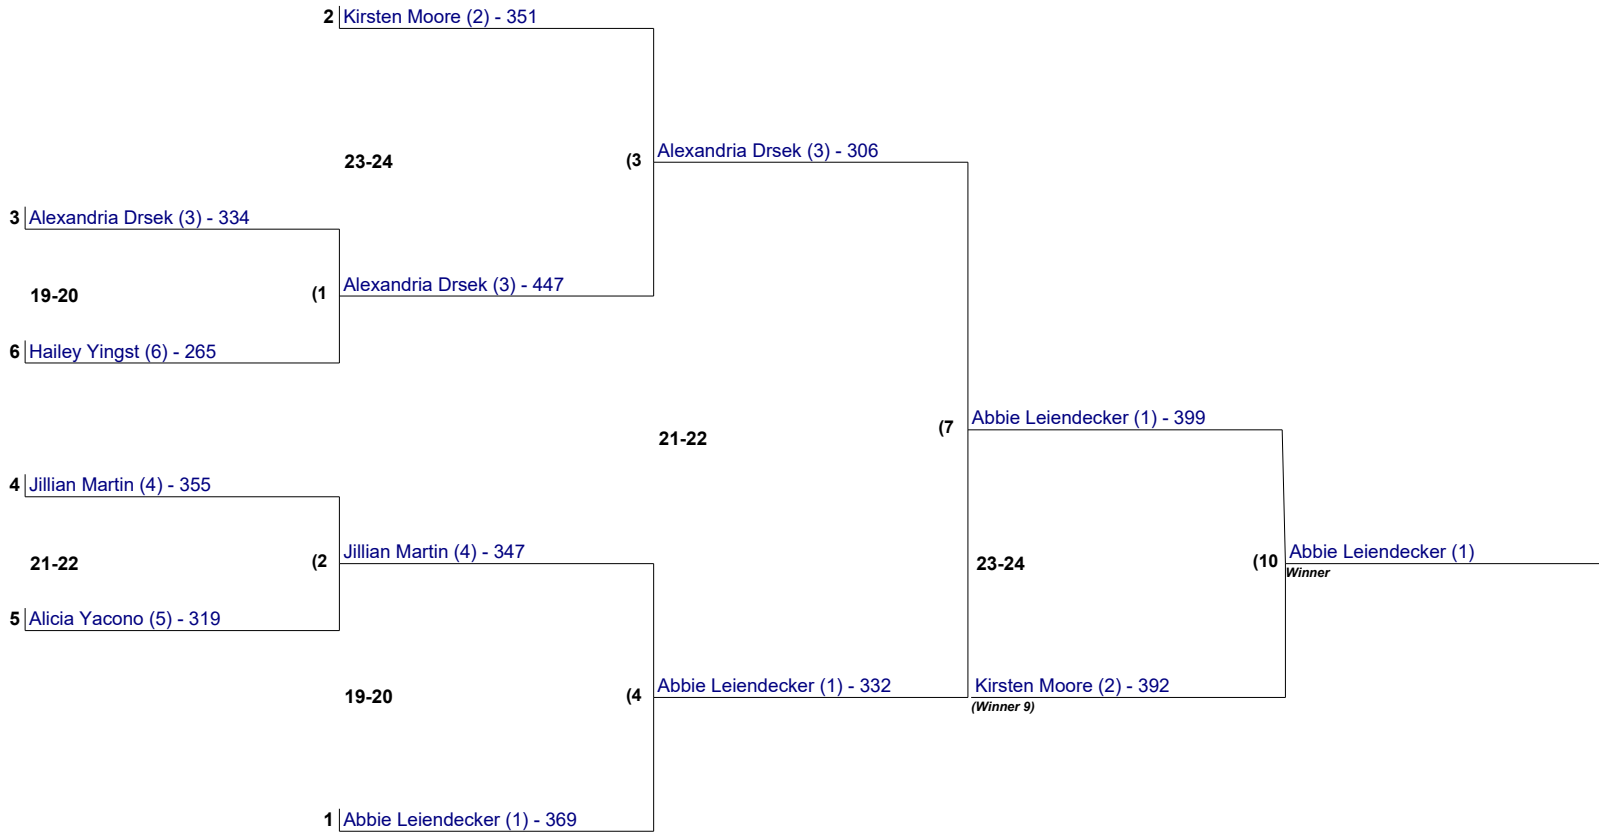 2 Kirsten Moore (2) - 351
23-24 (3 Alexandria Drsek (3) - 306
3 Alexandria Drsek (3) - 334
19-20 (1 Alexandria Drsek (3) - 447
6 Hailey Yingst (6) - 265
21-22 (7 Abbie Leiendecker (1) - 399
4 Jillian Martin (4) - 355
21-22 (2 Jillian Martin (4) - 347
23-24 (10 Abbie Leiendecker (1)
Winner
5 Alicia Yacono (5) - 319
19-20 (4 Abbie Leiendecker (1) - 332
Kirsten Moore (2) - 392
(Winner 9)
1 Abbie Leiendecker (1) - 369